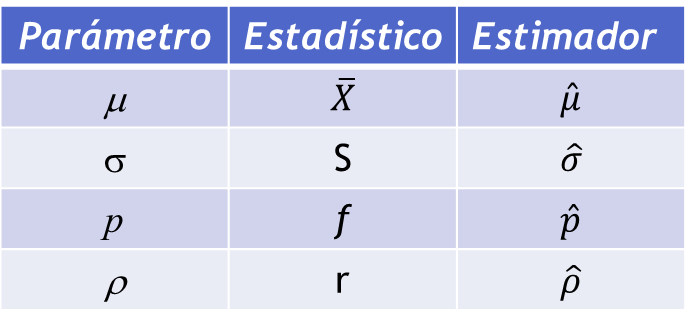 Parámetro Estadístico Estimador
μ X̄ μ̂
σ S σ̂
p f p̂
ρ r ρ̂